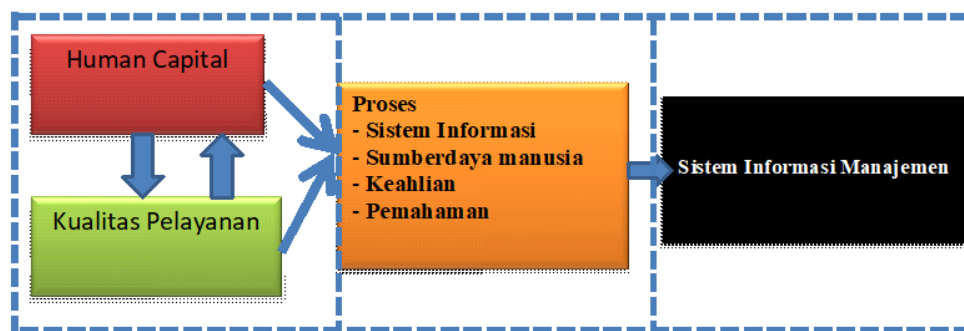 Human Capital
Kualitas Pelayanan
Proses
- Sistem Informasi
- Sumberdaya manusia
- Keahlian
- Pemahaman
Sistem Informasi Manajemen